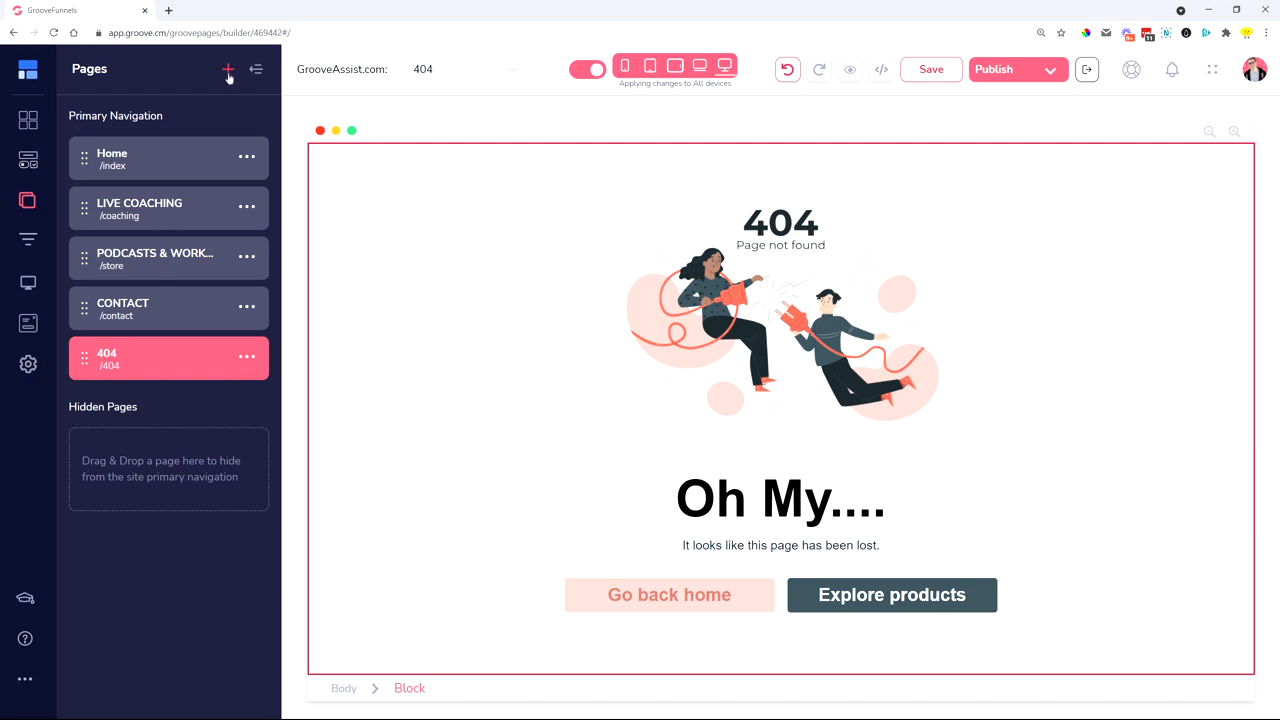 GrooveFunnels
app.groove.cm/groovepages/builder/469442#/
Pages
GrooveAssist.com:
404
Applying changes to All devices
Save
Publish
Primary Navigation
Home
/index
LIVE COACHING
/coaching
PODCASTS & WORK...
/store
CONTACT
/contact
404
/404
Hidden Pages
Drag & Drop a page here to hide
from the site primary navigation
404
Page not found
Oh My....
It looks like this page has been lost.
Go back home
Explore products
Body
Block